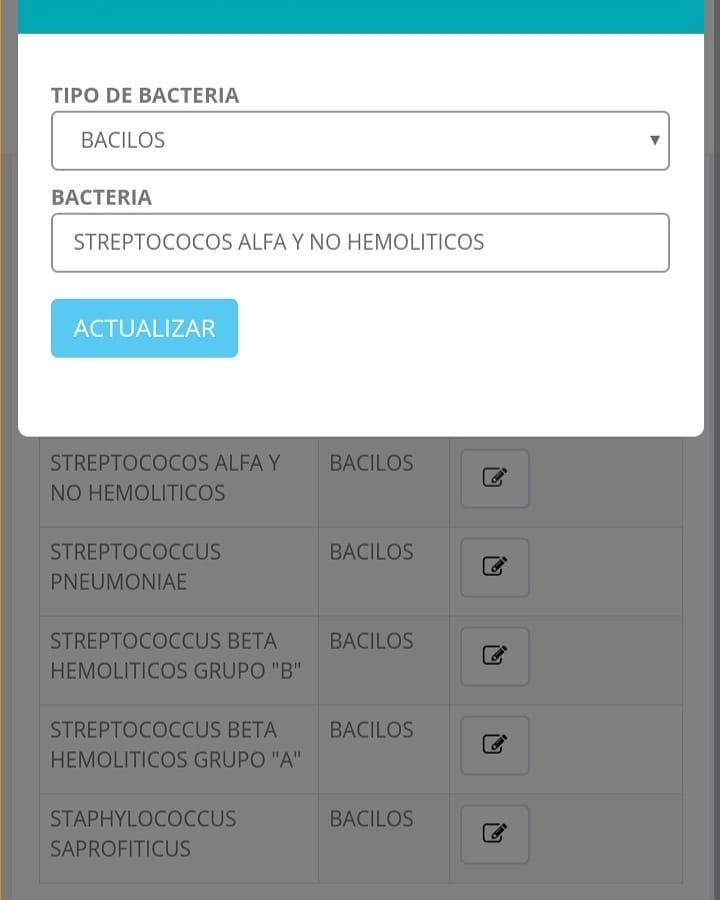 TIPO DE BACTERIA
BACILOS
BACTERIA
STREPTOCOCOS ALFA Y NO HEMOLITICOS
ACTUALIZAR
STREPTOCOCOS ALFA Y
NO HEMOLITICOS
BACILOS
STREPTOCOCCUS
PNEUMONIAE
BACILOS
STREPTOCOCCUS BETA
HEMOLITICOS GRUPO "B"
BACILOS
STREPTOCOCCUS BETA
HEMOLITICOS GRUPO "A"
BACILOS
STAPHYLOCOCCUS
SAPROFITICUS
BACILOS